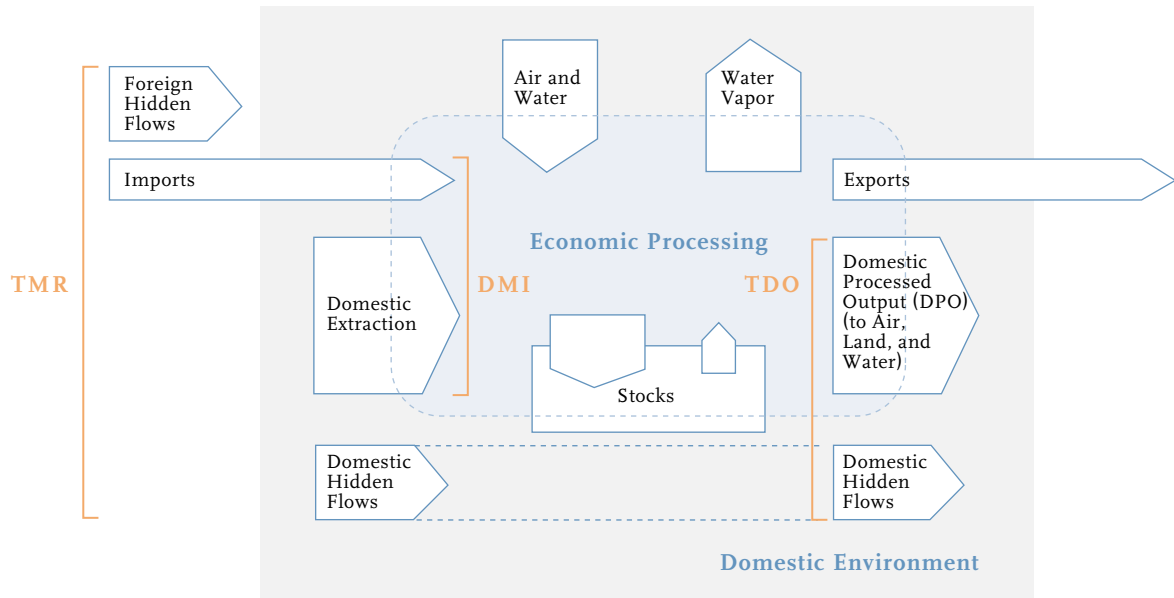 Foreign
Hidden
Flows
Air and
Water
Water
Vapor
Imports
Exports
Economic Processing
TMR
DMI
TDO
Domestic
Extraction
Domestic
Processed
Output (DPO)
(to Air,
Land, and
Water)
Stocks
Domestic
Hidden
Flows
Domestic
Hidden
Flows
Domestic Environment